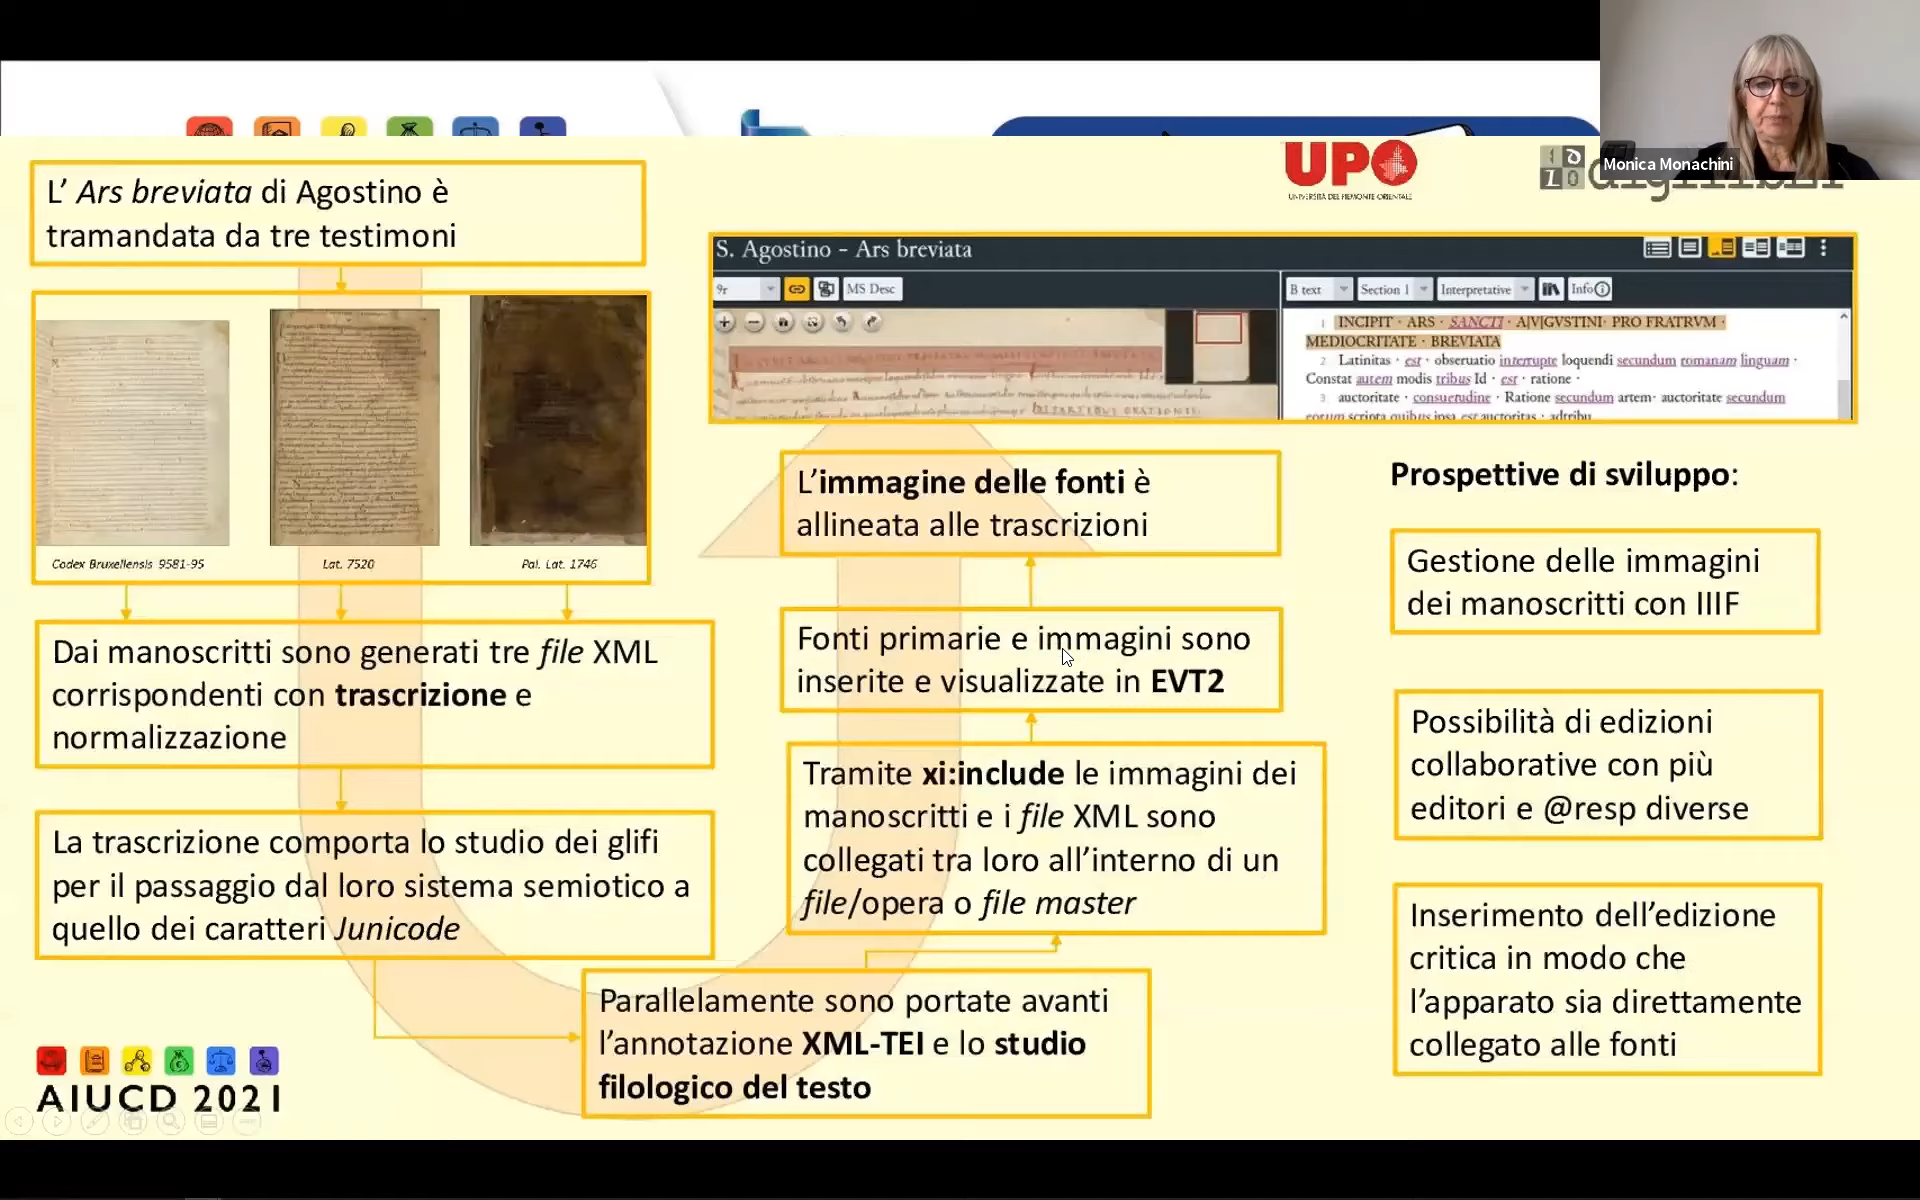 Monica Monachini
UPO
UNIVERSITÀ DEL PIEMONTE ORIENTALE
L' Ars breviata di Agostino è
tramandata da tre testimoni
Codex Bruxellensis 9581-95
Lat. 7520
Pal. Lat. 1746
Dai manoscritti sono generati tre file XML
corrispondenti con trascrizione e
normalizzazione
La trascrizione comporta lo studio dei glifi
per il passaggio dal loro sistema semiotico a
quello dei caratteri Junicode
Parallelamente sono portate avanti
l'annotazione XML-TEI e lo studio
filologico del testo
Tramite xi:include le immagini dei
manoscritti e i file XML sono
collegati tra loro all'interno di un
file/opera o file master
Fonti primarie e immagini sono
inserite e visualizzate in EVT2
L'immagine delle fonti è
allineata alle trascrizioni
S. Agostino - Ars breviata
9r
MS Desc
B text
Section 1
Interpretative
Info
1 INCIPIT · ARS · SANCTI · A|V|GVSTINI· PRO FRATRVM ·
MEDIOCRITATE · BREVIATA
2 Latinitas · est · obseruatio interrupte loquendi secundum romanam linguam ·
Constat autem modis tribus Id · est · ratione ·
3 auctoritate · consuetudine · Ratione secundum artem· auctoritate secundum
eorum scripta quibus ipsa est auctoritas · adtribu
Prospettive di sviluppo:
Gestione delle immagini
dei manoscritti con IIIF
Possibilità di edizioni
collaborative con più
editori e @resp diverse
Inserimento dell'edizione
critica in modo che
l'apparato sia direttamente
collegato alle fonti
AIUCD 2021